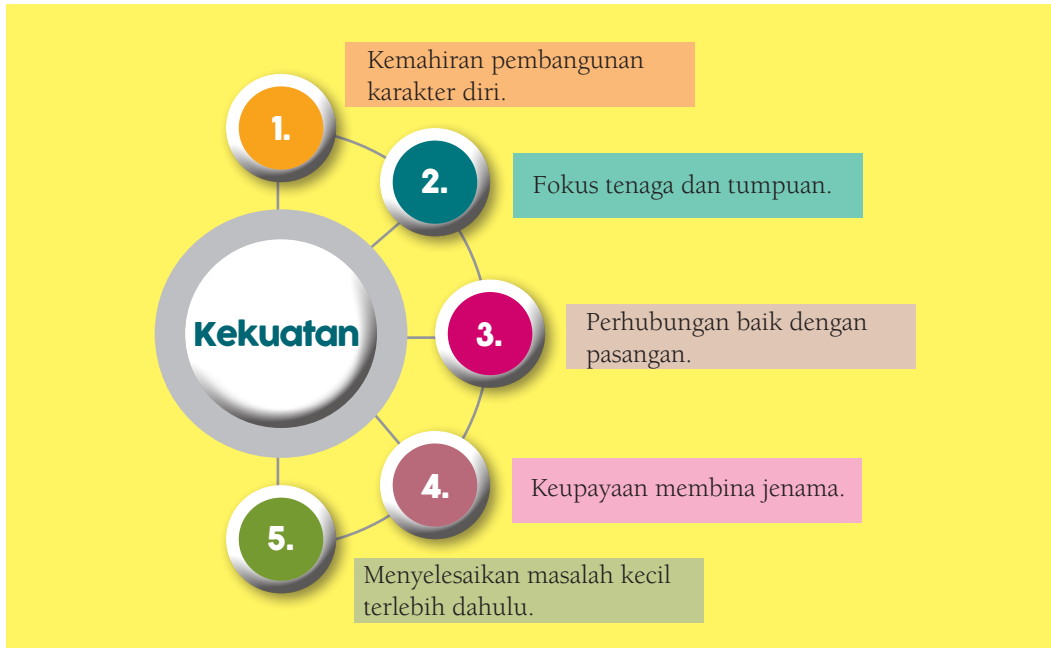 Kekuatan
1.
Kemahiran pembangunan
karakter diri.
2.
Fokus tenaga dan tumpuan.
3.
Perhubungan baik dengan
pasangan.
4.
Keupayaan membina jenama.
5.
Menyelesaikan masalah kecil
terlebih dahulu.